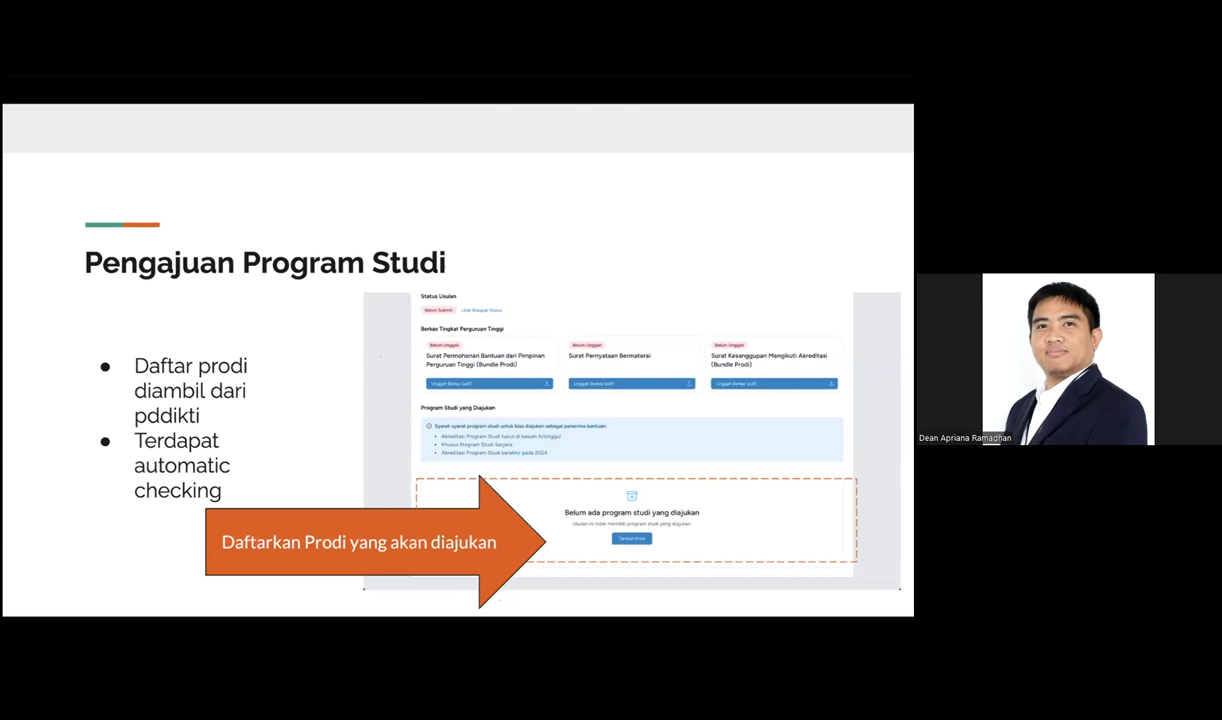 Pengajuan Program Studi
● Daftar prodi
diambil dari
pddikti
● Terdapat
automatic
checking
Daftarkan Prodi yang akan diajukan
Status Usulan
Belum Submit Lihat Riwayat Status
Berkas Tingkat Perguruan Tinggi
Belum Unggah
Surat Permohonan Bantuan dari Pimpinan
Perguruan Tinggi (Bundle Prodi)
Unggah Berkas (pdf)
Belum Unggah
Surat Pernyataan Bermaterai
Unggah Berkas (pdf)
Belum Unggah
Surat Kesanggupan Mengikuti Akreditasi
(Bundle Prodi)
Unggah Berkas (pdf)
Program Studi yang Diajukan
Syarat-syarat program studi untuk bisa diajukan sebagai penerima bantuan:
• Akreditasi Program Studi harus di bawah A/Unggul
• Khusus Program Studi Sarjana
• Akreditasi Program Studi berakhir pada 2024
Belum ada program studi yang diajukan
Usulan ini tidak memiliki program studi yang diajukan
Tambah Prodi
Dean Apriana Ramadhan